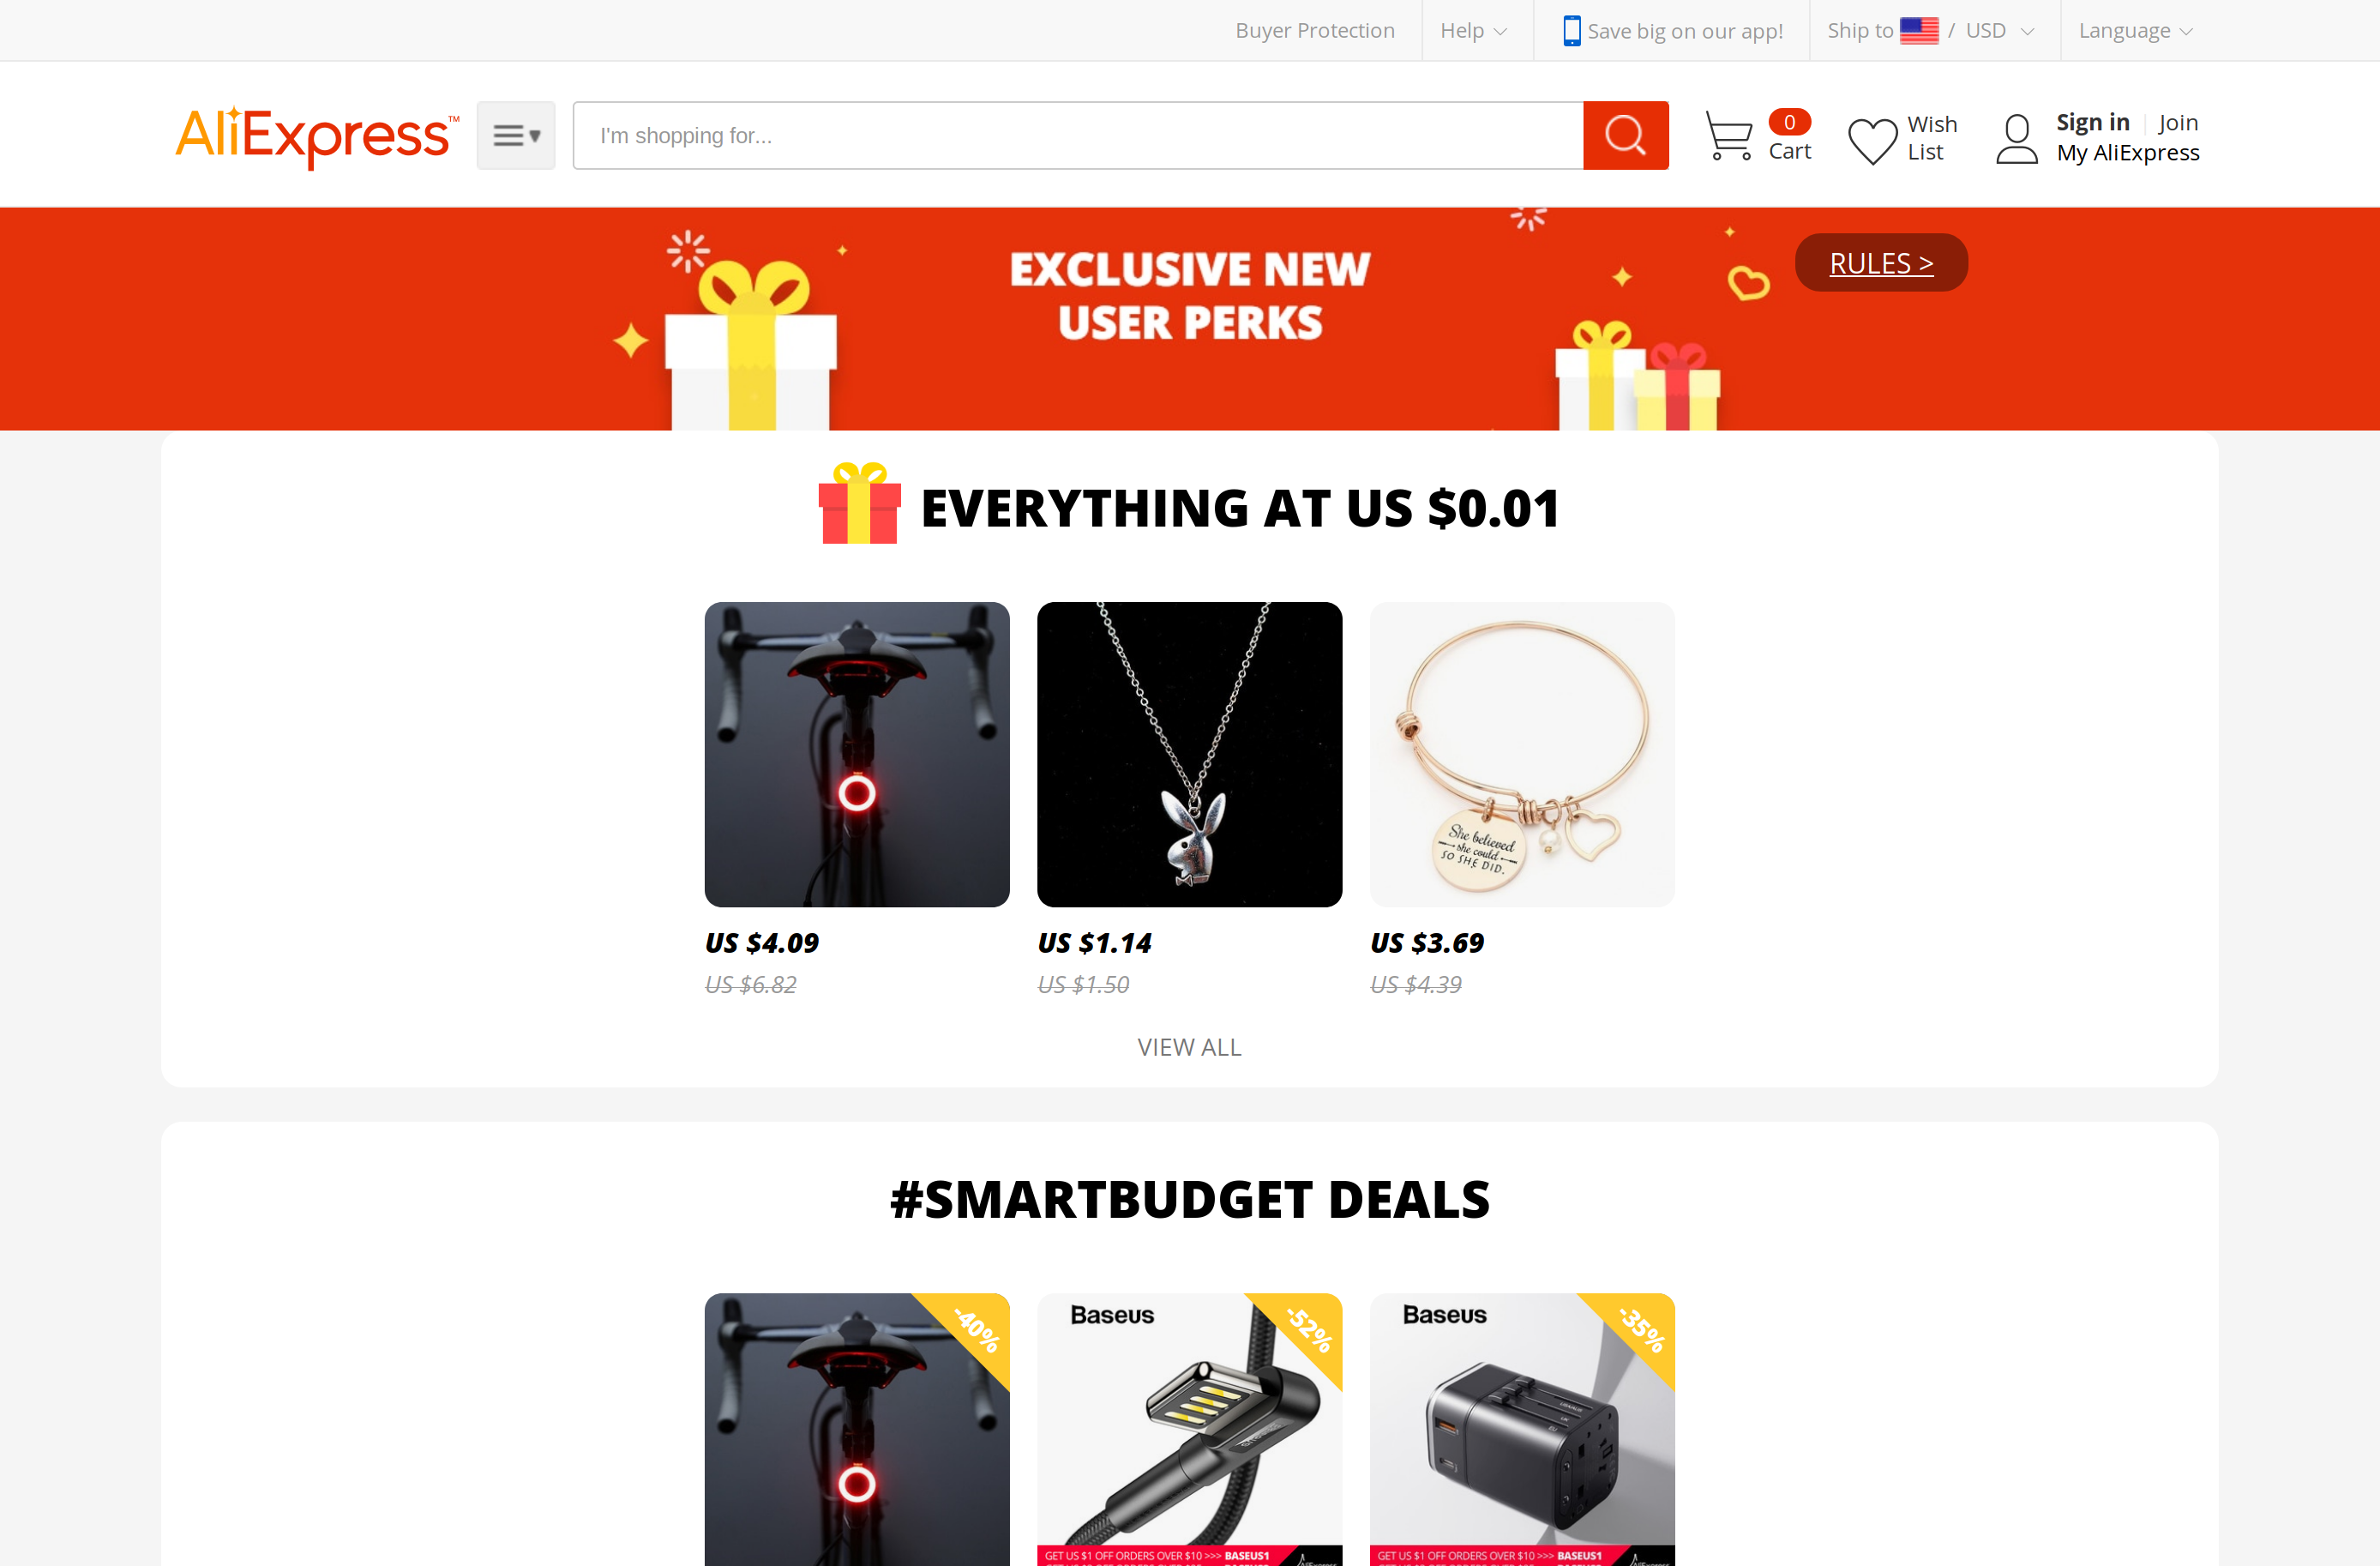 Buyer Protection
Help
Save big on our app!
Ship to / USD
Language
AliExpress™
I'm shopping for...
0
Cart
Wish
List
Sign in
Join
My AliExpress
EXCLUSIVE NEW
USER PERKS
RULES >
EVERYTHING AT US $0.01
She believed
she could
SO SHE DID.
US $4.09
US $1.14
US $3.69
US $6.82
US $1.50
US $4.39
VIEW ALL
#SMARTBUDGET DEALS
-40%
Baseus
-52%
Baseus
-35%
GET US $1 OFF ORDERS OVER $10 >>> BASEUS1
GET US $1 OFF ORDERS OVER $10 >>> BASEUS1